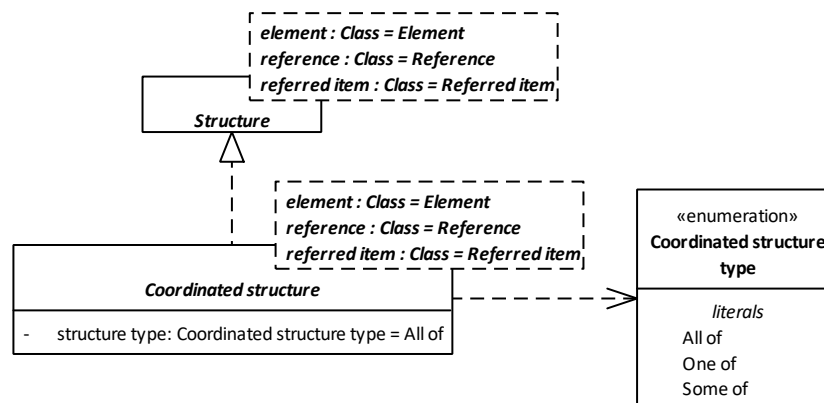 element : Class = Element
reference : Class = Reference
referred item : Class = Referred item
Structure
element : Class = Element
reference : Class = Reference
referred item : Class = Referred item
Coordinated structure
- structure type: Coordinated structure type = All of
«enumeration»
Coordinated structure
type
literals
All of
One of
Some of